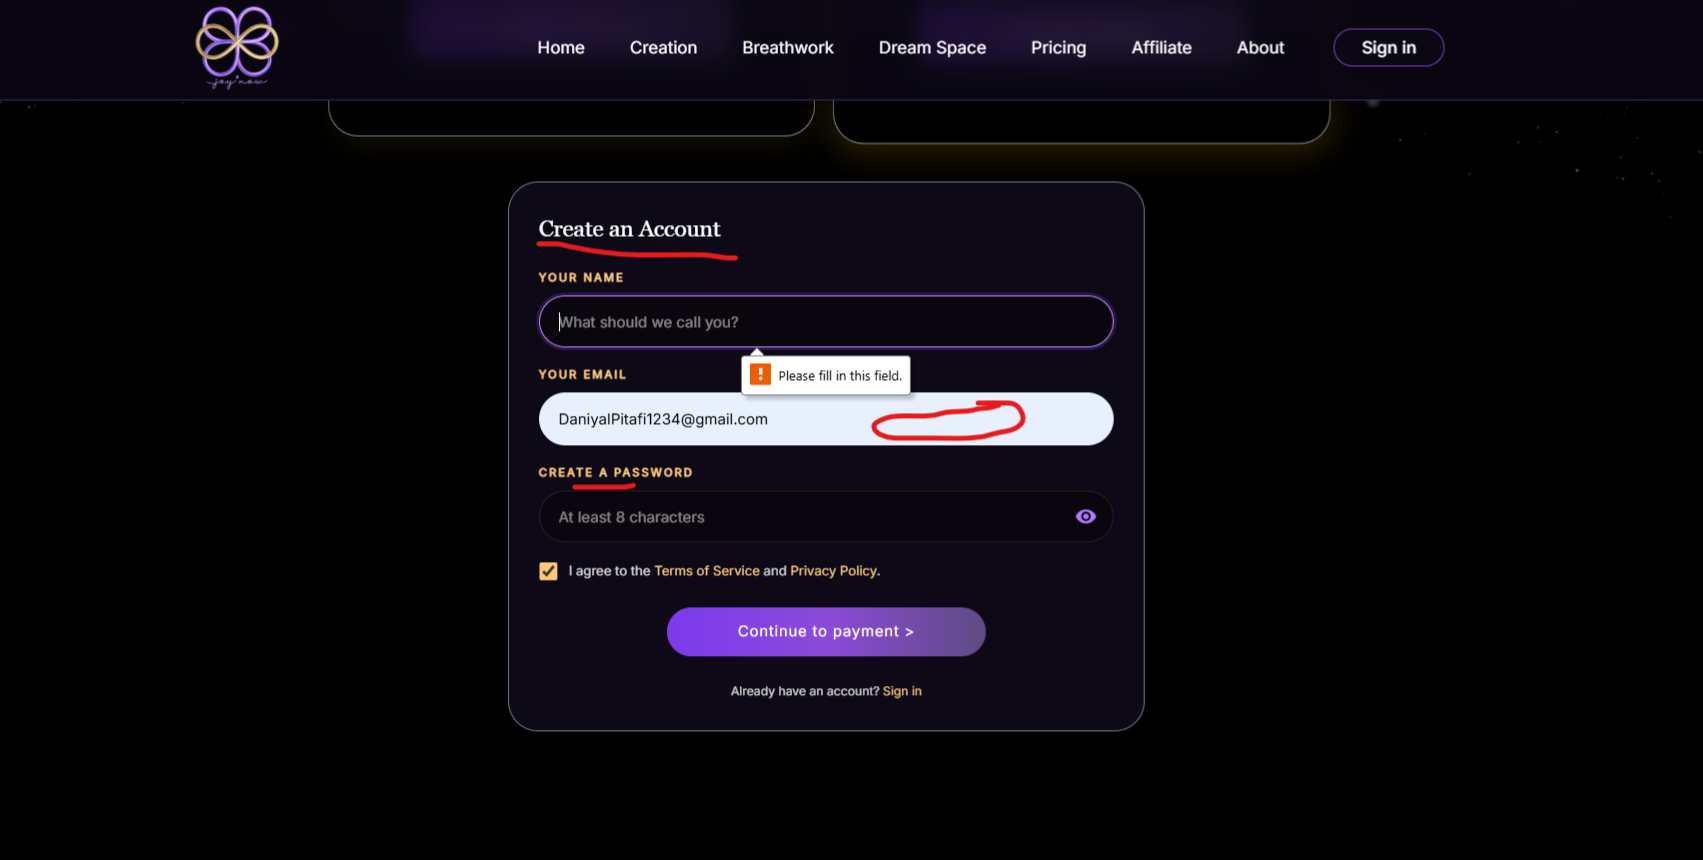 joy*now
Home Creation Breathwork Dream Space Pricing Affiliate About Sign in
Create an Account
YOUR NAME
What should we call you?
Please fill in this field.
YOUR EMAIL
DaniyalPitafi1234@gmail.com
CREATE A PASSWORD
At least 8 characters
I agree to the Terms of Service and Privacy Policy.
Continue to payment >
Already have an account? Sign in